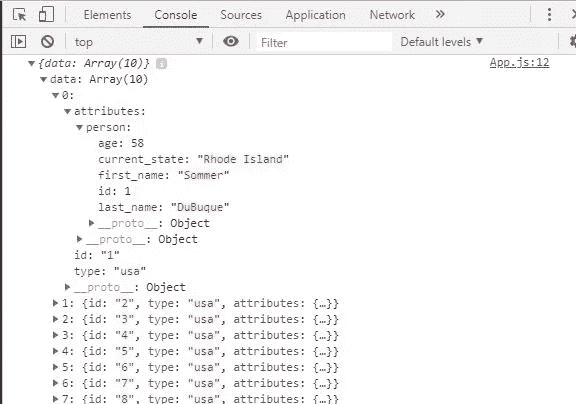 Elements Console Sources Application Network »
top Filter Default levels
{data: Array(10)} i App.js:12
data: Array(10)
0:
attributes:
person:
age: 58
current_state: "Rhode Island"
first_name: "Sommer"
id: 1
last_name: "DuBuque"
__proto__: Object
__proto__: Object
id: "1"
type: "usa"
__proto__: Object
1: {id: "2", type: "usa", attributes: {…}}
2: {id: "3", type: "usa", attributes: {…}}
3: {id: "4", type: "usa", attributes: {…}}
4: {id: "5", type: "usa", attributes: {…}}
5: {id: "6", type: "usa", attributes: {…}}
6: {id: "7", type: "usa", attributes: {…}}
7: {id: "8", type: "usa", attributes: {…}}